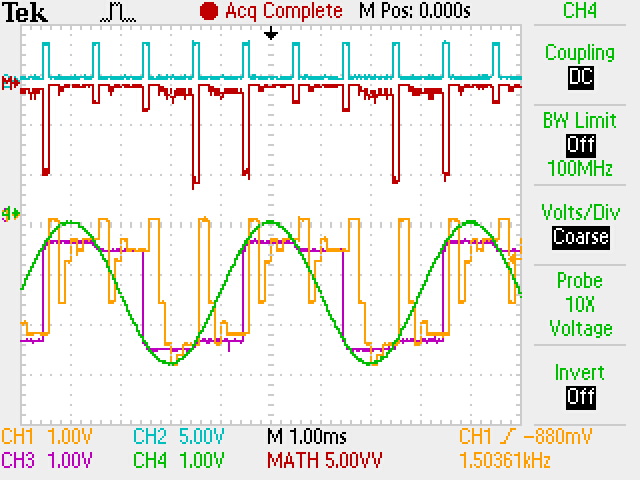 Tek Acq Complete M Pos: 0.000s CH4
Coupling
DC
BW Limit
Off
100MHz
Volts/Div
Coarse
Probe
10X
Voltage
Invert
Off
CH1 1.00V CH2 5.00V M 1.00ms CH1 -880mV
CH3 1.00V CH4 1.00V MATH 5.00VV 1.50361kHz